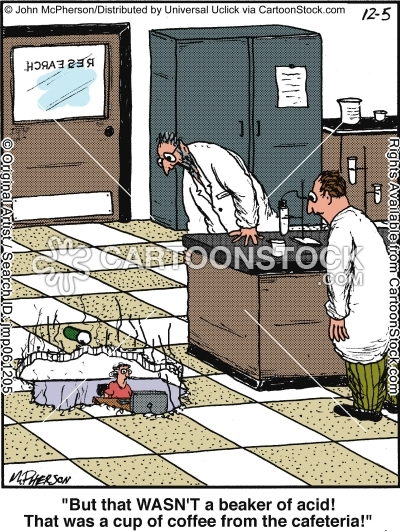 © John McPherson/Distributed by Universal Uclick via CartoonStock.com
12-5
RESEARCH
© Original Artist / Search ID: jmp061205
Rights Available from CartoonStock.com
CARTOONSTOCK
.com
McPHERSON
"But that WASN'T a beaker of acid!
That was a cup of coffee from the cafeteria!"